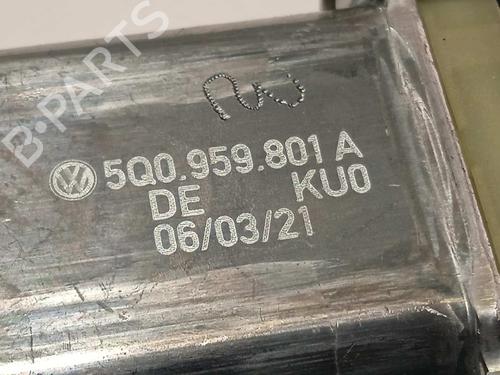 B-PARTS
5Q0.959.801 A
DE KU0
06/03/21